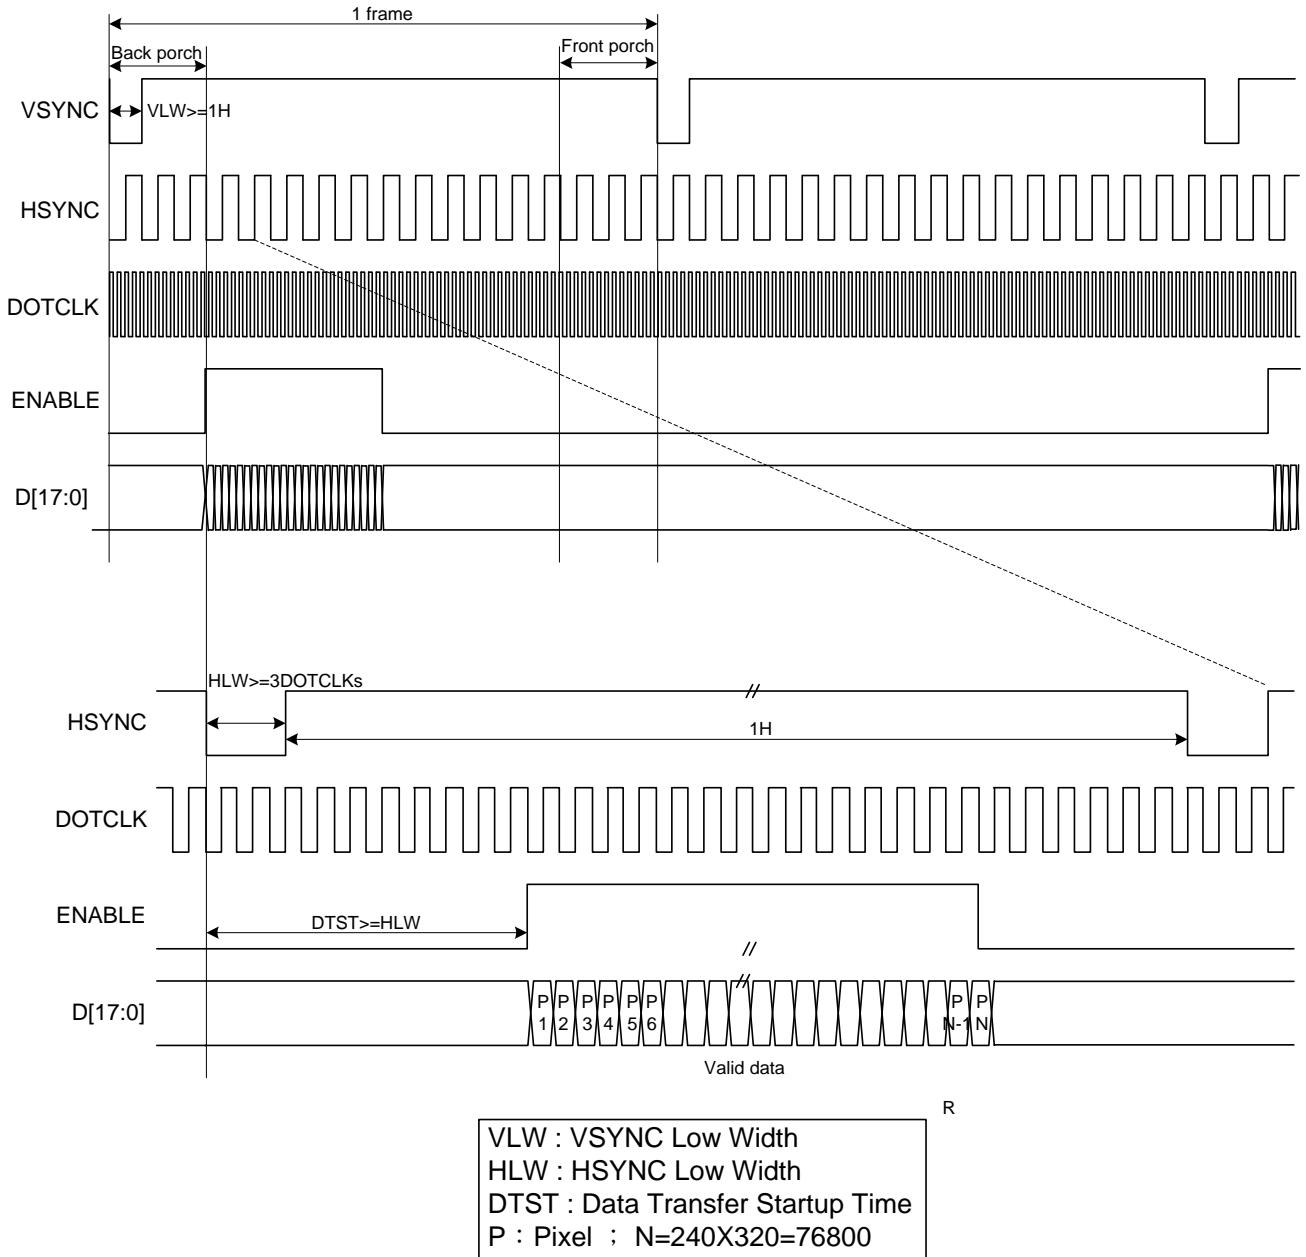 1 frame
Back porch
Front porch
VSYNC
VLW>=1H
HSYNC
DOTCLK
ENABLE
D[17:0]
HLW>=3DOTCLKs
HSYNC
1H
DOTCLK
ENABLE
DTST>=HLW
D[17:0]
P P P P P P P P
1 2 3 4 5 6 N-1 N
Valid data
R
VLW : VSYNC Low Width
HLW : HSYNC Low Width
DTST : Data Transfer Startup Time
P : Pixel ; N=240X320=76800